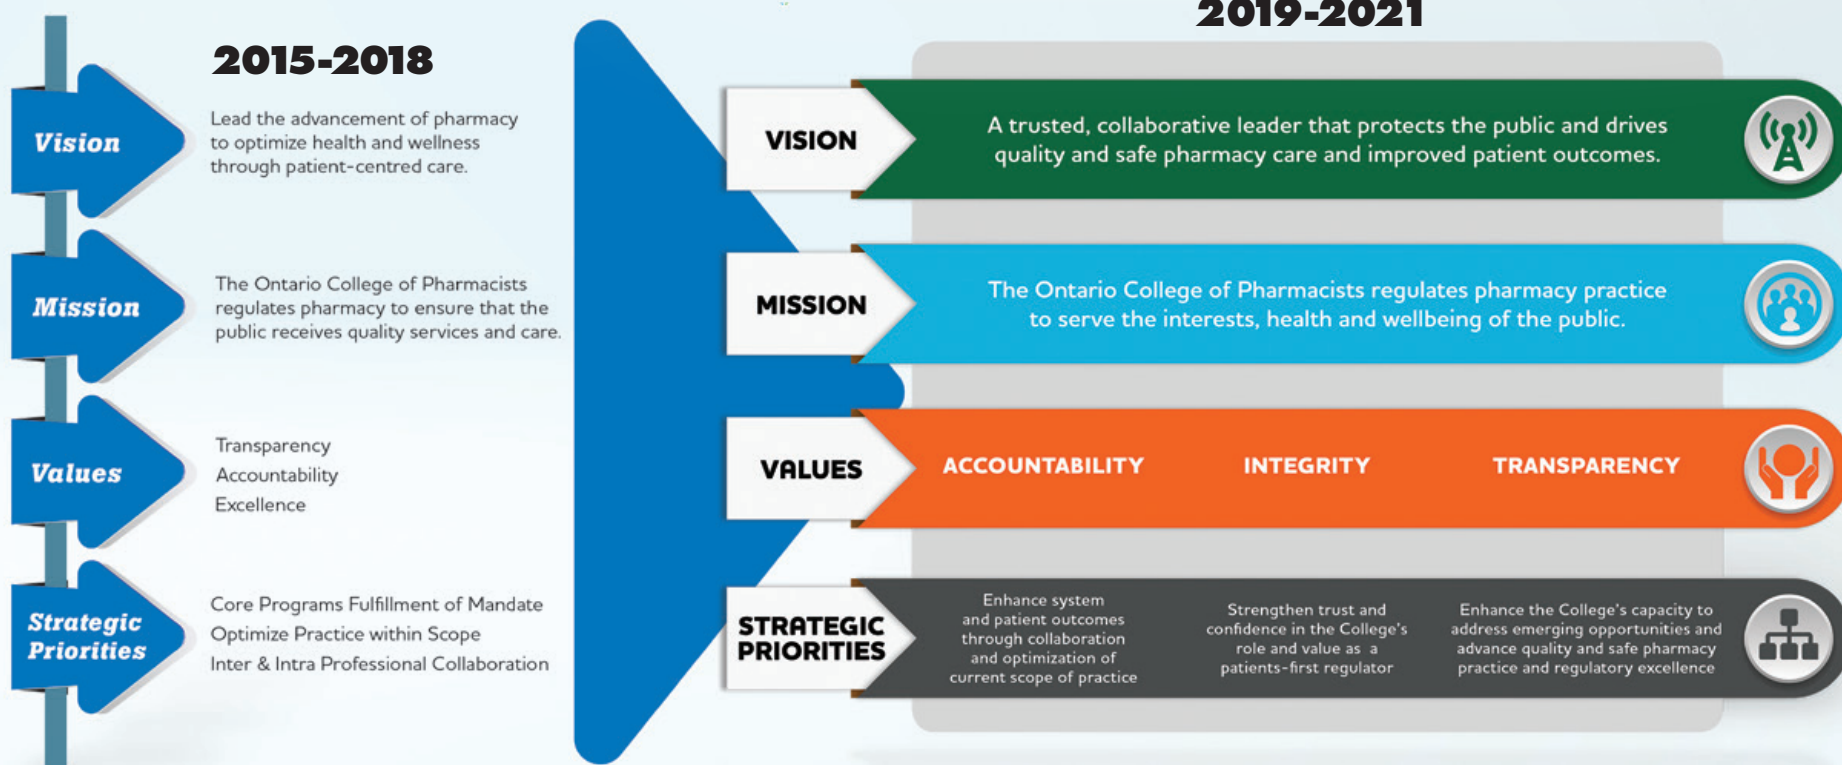 2015-2018
Vision
Lead the advancement of pharmacy
to optimize health and wellness
through patient-centred care.
Mission
The Ontario College of Pharmacists
regulates pharmacy to ensure that the
public receives quality services and care.
Values
Transparency
Accountability
Excellence
Strategic
Priorities
Core Programs Fulfillment of Mandate
Optimize Practice within Scope
Inter & Intra Professional Collaboration
2019-2021
VISION
A trusted, collaborative leader that protects the public and drives
quality and safe pharmacy care and improved patient outcomes.
MISSION
The Ontario College of Pharmacists regulates pharmacy practice
to serve the interests, health and wellbeing of the public.
VALUES
ACCOUNTABILITY
INTEGRITY
TRANSPARENCY
STRATEGIC
PRIORITIES
Enhance system
and patient outcomes
through collaboration
and optimization of
current scope of practice
Strengthen trust and
confidence in the College's
role and value as a
patients-first regulator
Enhance the College's capacity to
address emerging opportunities and
advance quality and safe pharmacy
practice and regulatory excellence